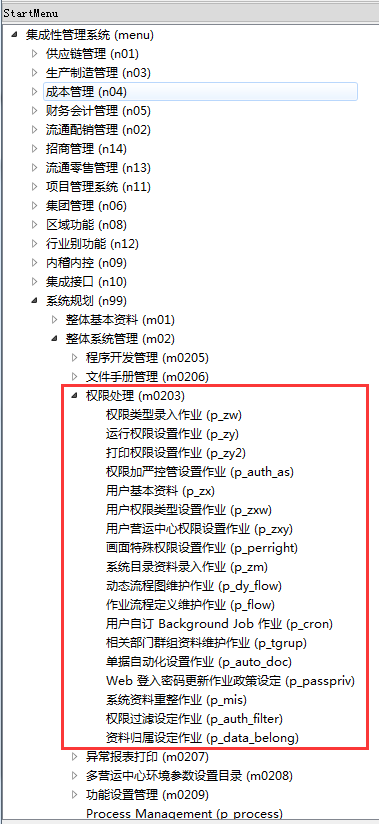 StartMenu
集成性管理系统 (menu)
供应链管理 (n01)
生产制造管理 (n03)
成本管理 (n04)
财务会计管理 (n05)
流通配销管理 (n02)
招商管理 (n14)
流通零售管理 (n13)
项目管理系统 (n11)
集团管理 (n06)
区域功能 (n08)
行业别功能 (n12)
内稽内控 (n09)
集成接口 (n10)
系统规划 (n99)
整体基本资料 (m01)
整体系统管理 (m02)
程序开发管理 (m0205)
文件手册管理 (m0206)
权限处理 (m0203)
权限类型录入作业 (p_zw)
运行权限设置作业 (p_zy)
打印权限设置作业 (p_zy2)
权限加严控管设置作业 (p_auth_as)
用户基本资料 (p_zx)
用户权限类型设置作业 (p_zxw)
用户营运中心权限设置作业 (p_zxy)
画面特殊权限设置作业 (p_perright)
系统目录资料录入作业 (p_zm)
动态流程图维护作业 (p_dy_flow)
作业流程定义维护作业 (p_flow)
用户自订 Background Job 作业 (p_cron)
相关部门群组资料维护作业 (p_tgrup)
单据自动化设置作业 (p_auto_doc)
Web 登入密码更新作业政策设定 (p_passpriv)
系统资料重整作业 (p_mis)
权限过滤设定作业 (p_auth_filter)
资料归属设定作业 (p_data_belong)
异常报表打印 (m0207)
多营运中心环境参数设置目录 (m0208)
功能设置管理 (m0209)
Process Management (p_process)